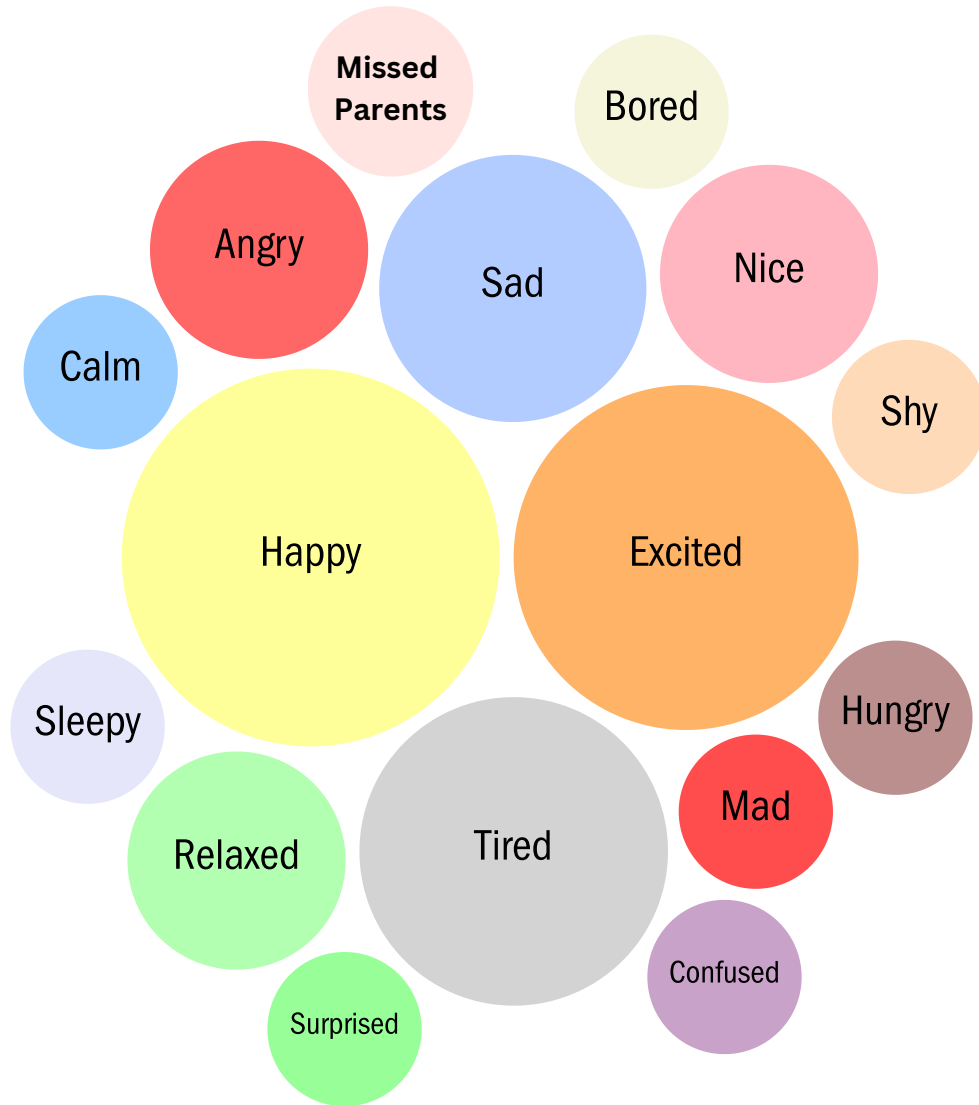 Missed
Parents
Bored
Angry
Sad
Nice
Calm
Shy
Happy
Excited
Sleepy
Hungry
Mad
Relaxed
Tired
Confused
Surprised